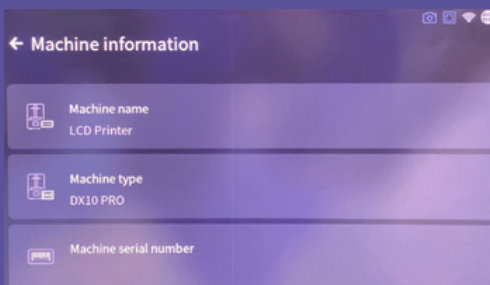 Machine information
Machine name
LCD Printer
Machine type
DX10 PRO
Machine serial number